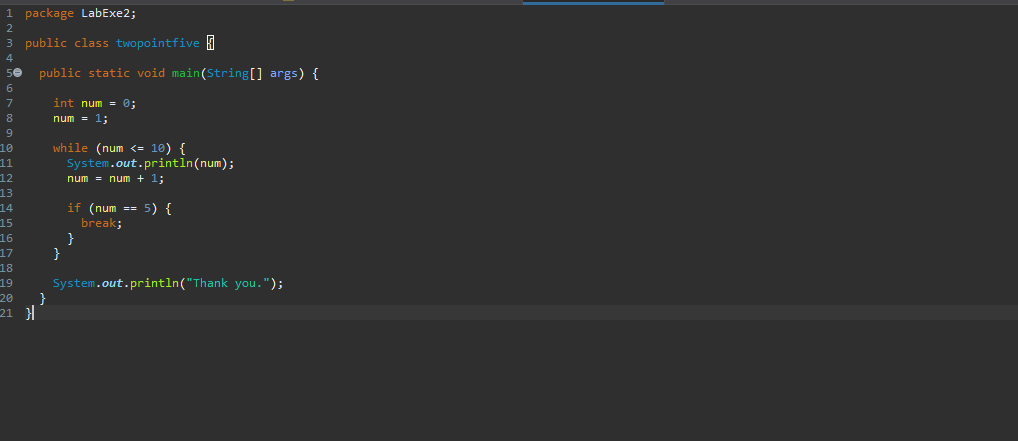 1 package LabExe2;
2
3 public class twopointfive {
4
5 public static void main(String[] args) {
6
7 int num = 0;
8 num = 1;
9
10 while (num <= 10) {
11 System.out.println(num);
12 num = num + 1;
13
14 if (num == 5) {
15 break;
16 }
17 }
18
19 System.out.println("Thank you.");
20 }
21 }